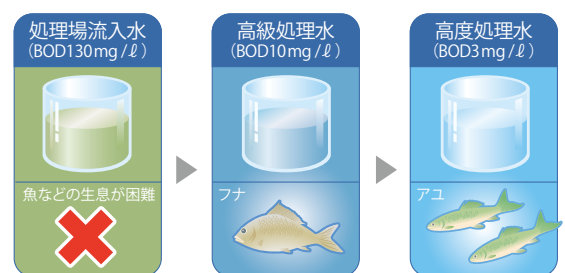 処理場流入水
（BOD130mg/ℓ）
魚などの生息が困難
高級処理水
（BOD10mg/ℓ）
フナ
高度処理水
（BOD3mg/ℓ）
アユ